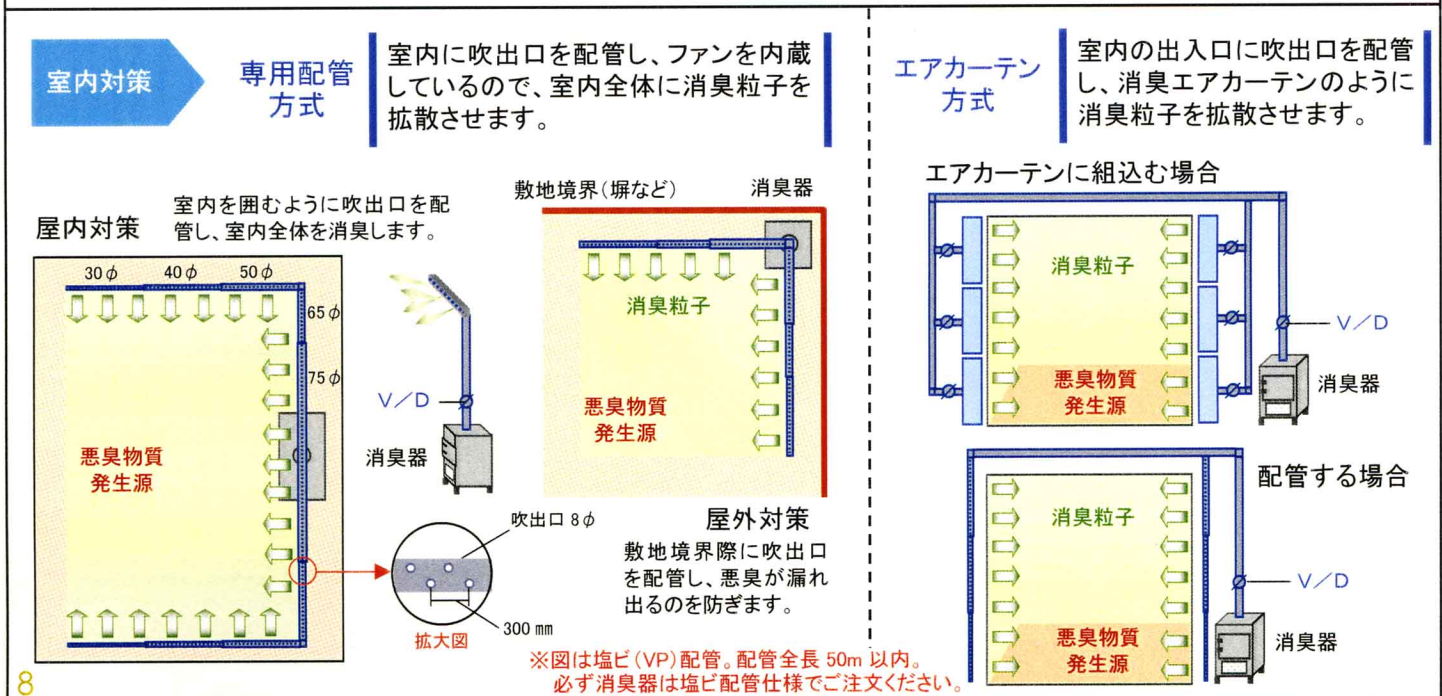 室内対策
専用配管
方式
室内に吹出口を配管し、ファンを内蔵
しているので、室内全体に消臭粒子を
拡散させます。
屋内対策
室内を囲むように吹出口を配
管し、室内全体を消臭します。
30φ
40φ
50φ
65φ
75φ
悪臭物質
発生源
V/D
消臭器
吹出口 8φ
300 mm
拡大図
敷地境界(塀など)
消臭器
消臭粒子
悪臭物質
発生源
屋外対策
敷地境界際に吹出口
を配管し、悪臭が漏れ
出るのを防ぎます。
※図は塩ビ(VP)配管。配管全長 50m 以内。
必ず消臭器は塩ビ配管仕様でご注文ください。
エアカーテン
方式
室内の出入口に吹出口を配管
し、消臭エアカーテンのように
消臭粒子を拡散させます。
エアカーテンに組込む場合
消臭粒子
悪臭物質
発生源
V/D
消臭器
配管する場合
消臭粒子
悪臭物質
発生源
V/D
消臭器
8